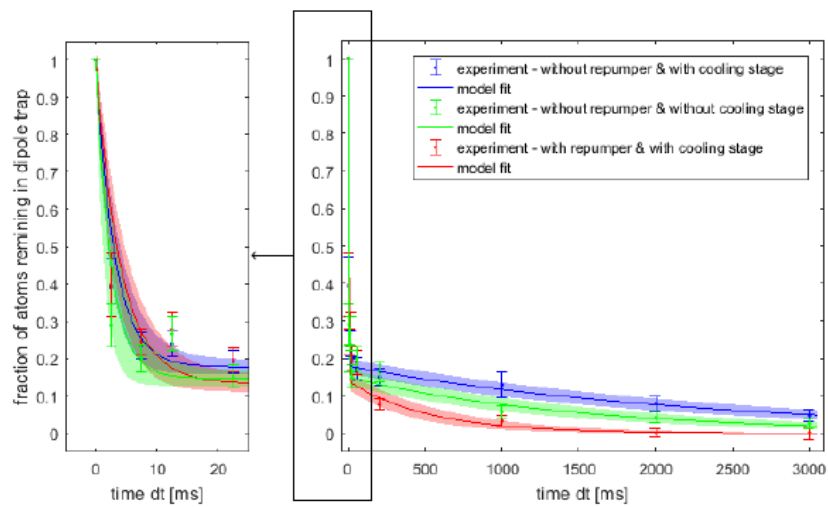 1
0.9
0.8
0.7
0.6
0.5
0.4
0.3
0.2
0.1
0
fraction of atoms remining in dipole trap
0 10 20
time dt [ms]
1
0.9
0.8
0.7
0.6
0.5
0.4
0.3
0.2
0.1
0
experiment - without repumper & with cooling stage
model fit
experiment - without repumper & without cooling stage
model fit
experiment - with repumper & with cooling stage
model fit
0 500 1000 1500 2000 2500 3000
time dt [ms]